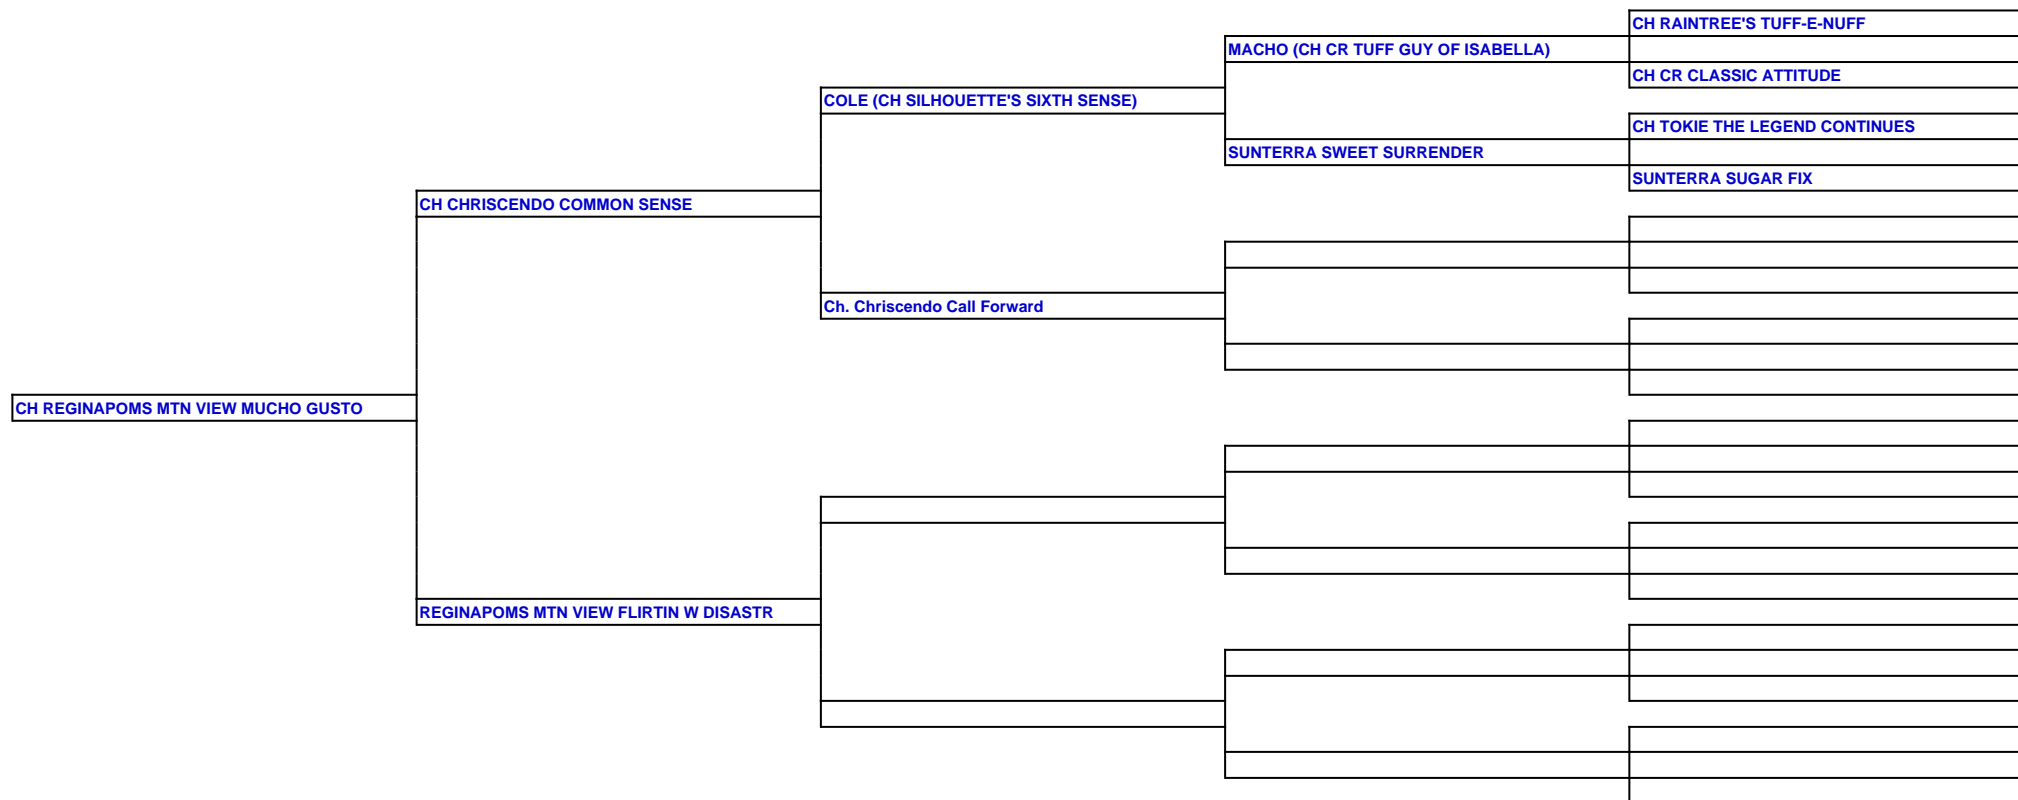 CH RAINTREE'S TUFF-E-NUFF
MACHO (CH CR TUFF GUY OF ISABELLA)
CH CR CLASSIC ATTITUDE
COLE (CH SILHOUETTE'S SIXTH SENSE)
CH TOKIE THE LEGEND CONTINUES
SUNTERRA SWEET SURRENDER
SUNTERRA SUGAR FIX
CH CHRISCENDO COMMON SENSE
Ch. Chriscendo Call Forward
CH REGINAPOMS MTN VIEW MUCHO GUSTO
REGINAPOMS MTN VIEW FLIRTIN W DISASTR